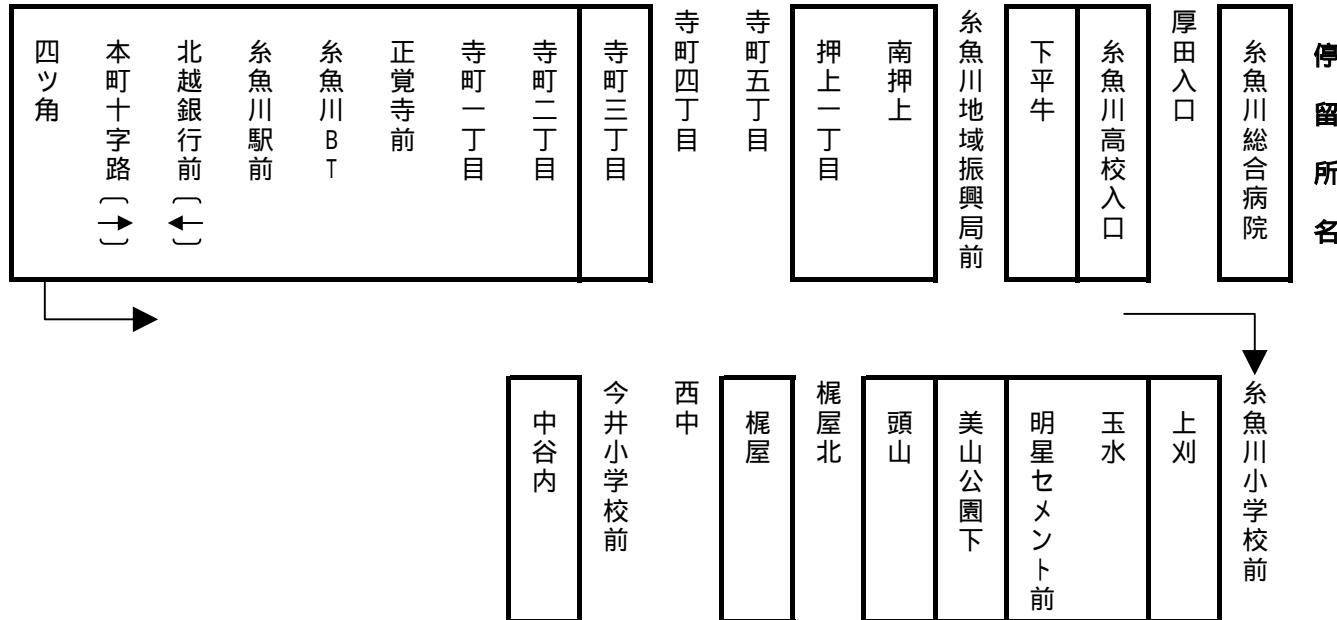 停留所名
糸魚川総合病院
厚田入口
糸魚川高校入口
下平牛
糸魚川地域振興局前
南押上
押上一丁目
寺町五丁目
寺町四丁目
寺町三丁目
寺町二丁目
寺町一丁目
正覚寺前
糸魚川BT
糸魚川駅前
北越銀行前(←)
本町十字路(→)
四ツ角
糸魚川小学校前
上刈
玉水
明星セメント前
美山公園下
頭山
梶屋北
梶屋
西中
今井小学校前
中谷内